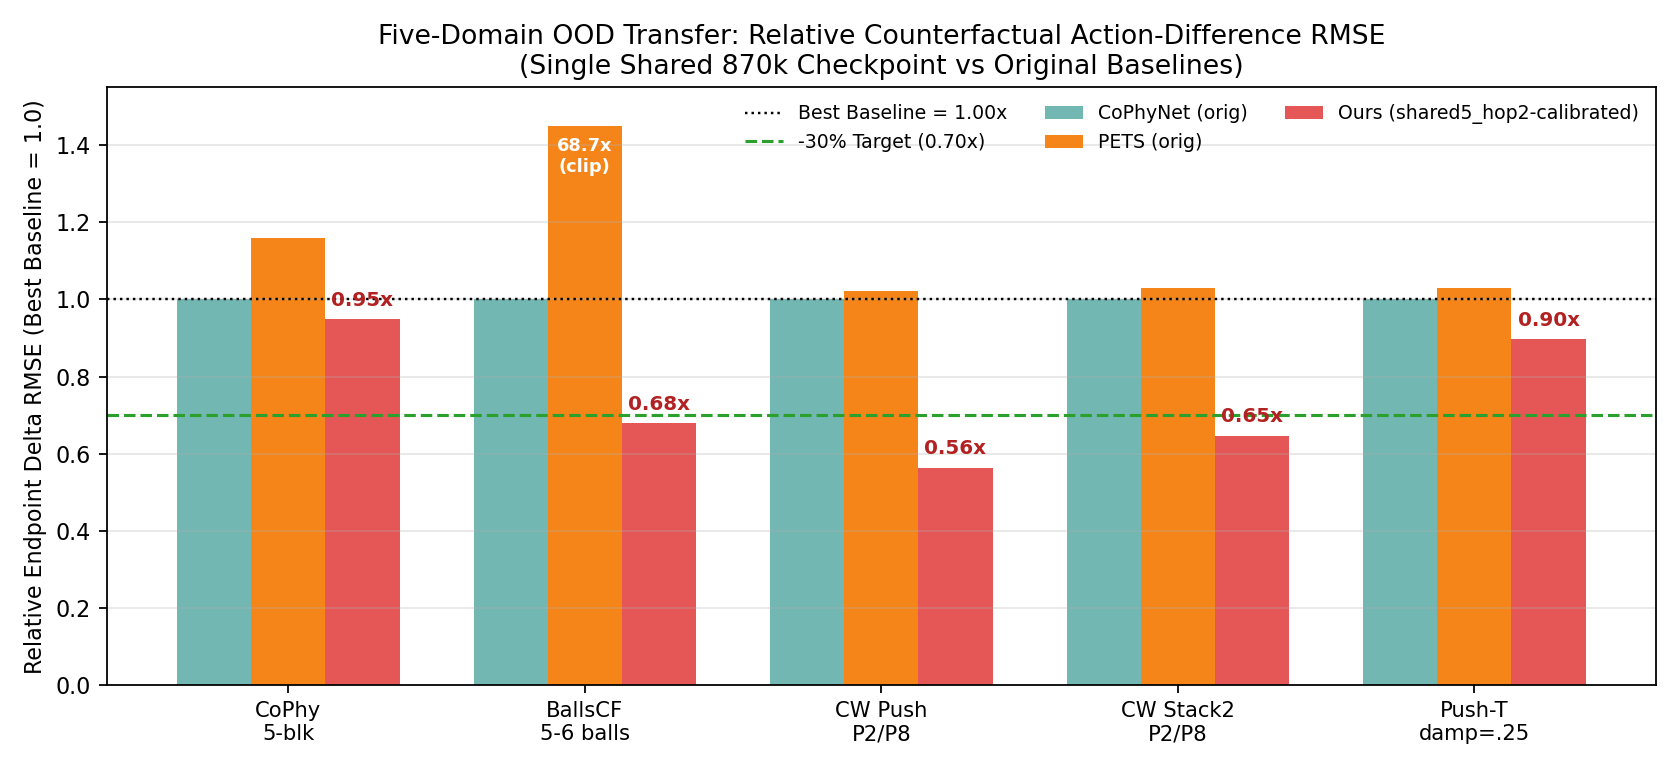 Five-Domain OOD Transfer: Relative Counterfactual Action-Difference RMSE
(Single Shared 870k Checkpoint vs Original Baselines)
Relative Endpoint Delta RMSE (Best Baseline = 1.0)
1.4
1.2
1.0
0.8
0.6
0.4
0.2
0.0
Best Baseline = 1.00x
-30% Target (0.70x)
CoPhyNet (orig)
PETS (orig)
Ours (shared5_hop2-calibrated)
68.7x
(clip)
0.95x
0.68x
0.56x
0.65x
0.90x
CoPhy
5-blk
BallsCF
5-6 balls
CW Push
P2/P8
CW Stack2
P2/P8
Push-T
damp=.25